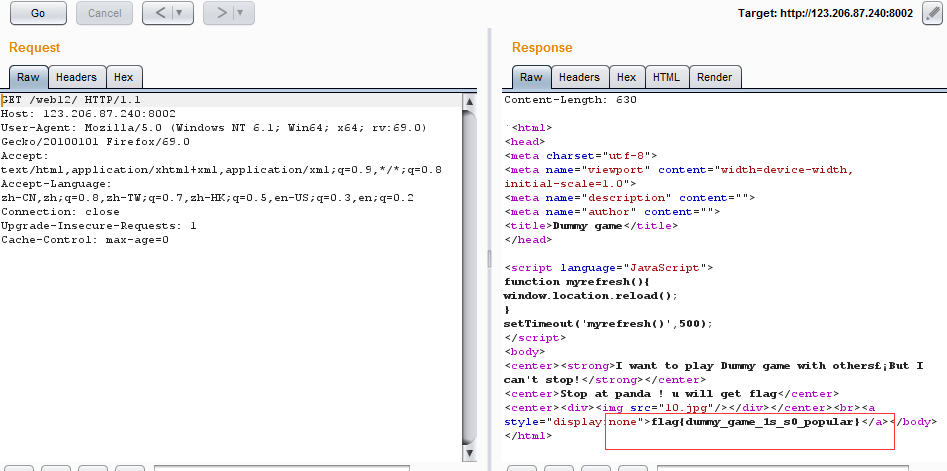 Go Cancel < > Target: http://123.206.87.240:8002
Request
Raw Headers Hex
GET /web12/ HTTP/1.1
Host: 123.206.87.240:8002
User-Agent: Mozilla/5.0 (Windows NT 6.1; Win64; x64; rv:69.0)
Gecko/20100101 Firefox/69.0
Accept:
text/html,application/xhtml+xml,application/xml;q=0.9,*/*;q=0.8
Accept-Language:
zh-CN,zh;q=0.8,zh-TW;q=0.7,zh-HK;q=0.5,en-US;q=0.3,en;q=0.2
Connection: close
Upgrade-Insecure-Requests: 1
Cache-Control: max-age=0
Response
Raw Headers Hex HTML Render
Content-Length: 630
`<html>
<head>
<meta charset="utf-8">
<meta name="viewport" content="width=device-width,
initial-scale=1.0">
<meta name="description" content="">
<meta name="author" content="">
<title>Dummy game</title>
</head>
<script language="JavaScript">
function myrefresh(){
window.location.reload();
}
setTimeout('myrefresh()',500);
</script>
<body>
<center><strong>I want to play Dummy game with others£¡But I
can't stop!</strong></center>
<center>Stop at panda ! u will get flag</center>
<center><div><img src="10.jpg"/></div></center><br><a
style="display:none">flag{dummy_game_1s_s0_popular}</a></body>
</html>